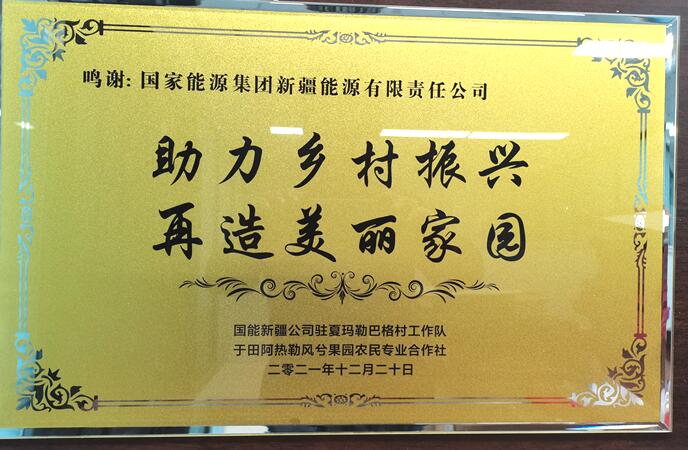 鸣谢: 国家能源集团新疆能源有限责任公司
助力乡村振兴
再造美丽家园
国能新疆公司驻夏玛勒巴格村工作队
于田阿热勒风兮果园农民专业合作社
二零二一年十二月二十日